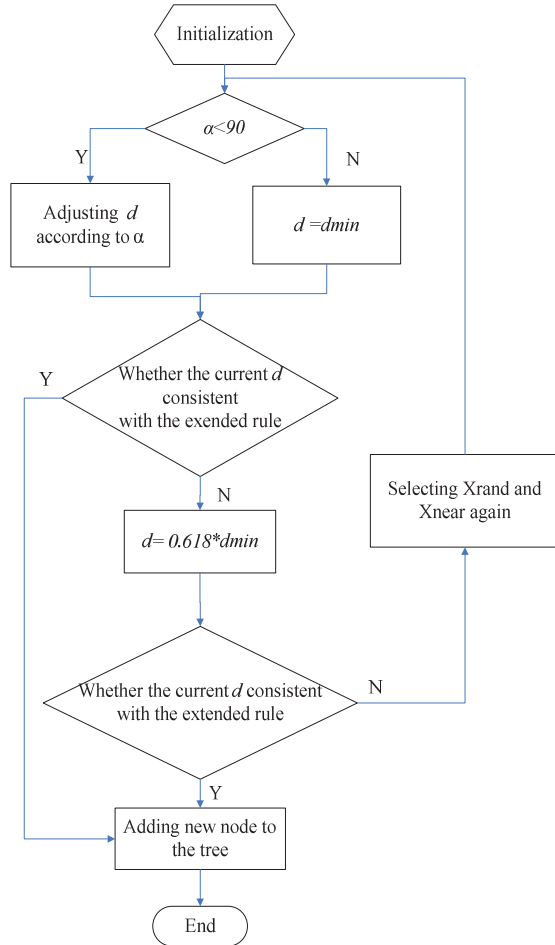 Initialization
α<90
Y
N
Adjusting d
according to α
d =dmin
Whether the current d
consistent
with the exended rule
Y
N
Selecting Xrand and
Xnear again
d= 0.618*dmin
Whether the current d consistent
with the extended rule
N
Y
Adding new node to
the tree
End